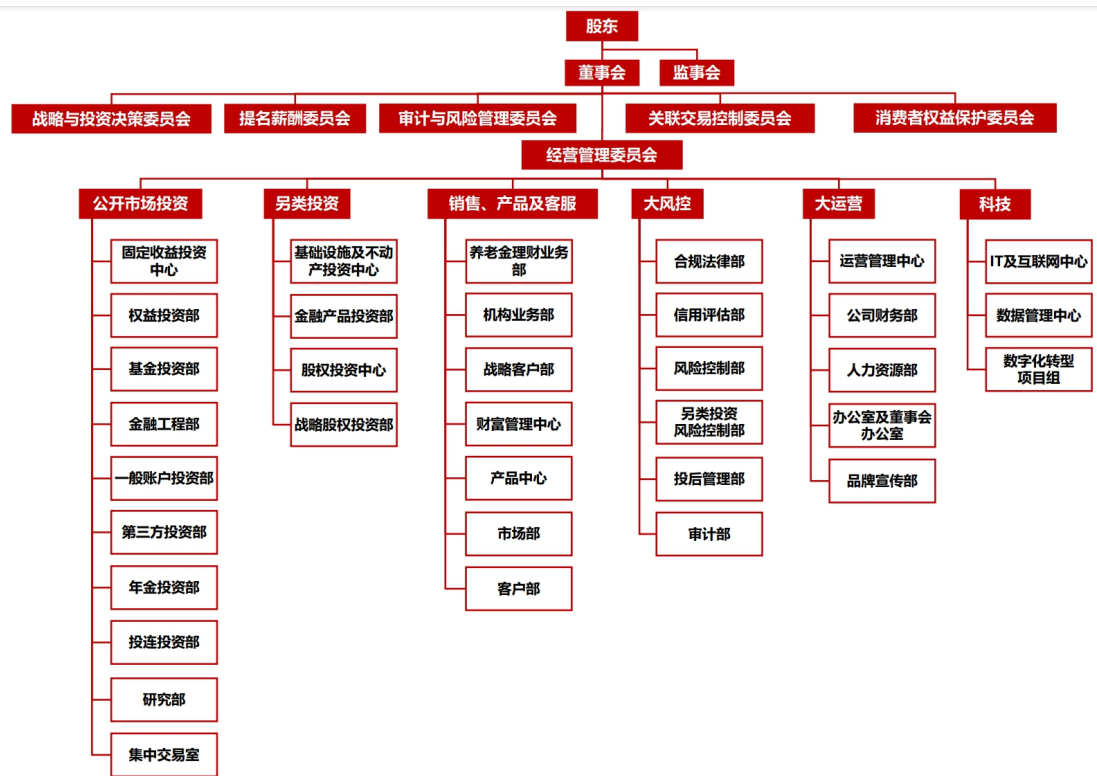 股东
董事会
监事会
战略与投资决策委员会
提名薪酬委员会
审计与风险管理委员会
关联交易控制委员会
消费者权益保护委员会
经营管理委员会
公开市场投资
另类投资
销售、产品及客服
大风控
大运营
科技
固定收益投资
中心
权益投资部
基金投资部
金融工程部
一般账户投资部
第三方投资部
年金投资部
投连投资部
研究部
集中交易室
基础设施及不动
产投资中心
金融产品投资部
股权投资中心
战略股权投资部
养老金理财业务
部
机构业务部
战略客户部
财富管理中心
产品中心
市场部
客户部
合规法律部
信用评估部
风险控制部
另类投资
风险控制部
投后管理部
审计部
运营管理中心
公司财务部
人力资源部
办公室及董事会
办公室
品牌宣传部
IT及互联网中心
数据管理中心
数字化转型
项目组